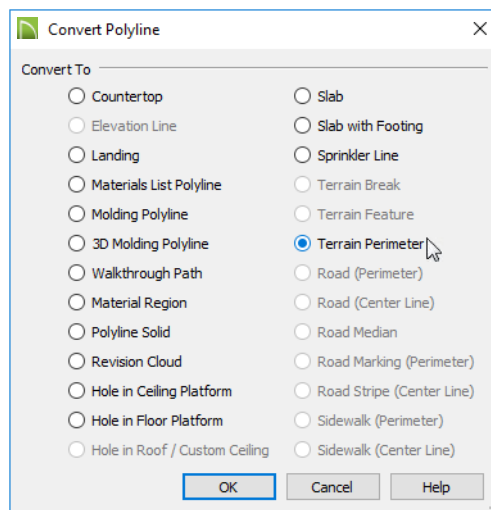 Convert Polyline
Convert To
Countertop
Elevation Line
Landing
Materials List Polyline
Molding Polyline
3D Molding Polyline
Walkthrough Path
Material Region
Polyline Solid
Revision Cloud
Hole in Ceiling Platform
Hole in Floor Platform
Hole in Roof / Custom Ceiling
Slab
Slab with Footing
Sprinkler Line
Terrain Break
Terrain Feature
Terrain Perimeter
Road (Perimeter)
Road (Center Line)
Road Median
Road Marking (Perimeter)
Road Stripe (Center Line)
Sidewalk (Perimeter)
Sidewalk (Center Line)
OK
Cancel
Help